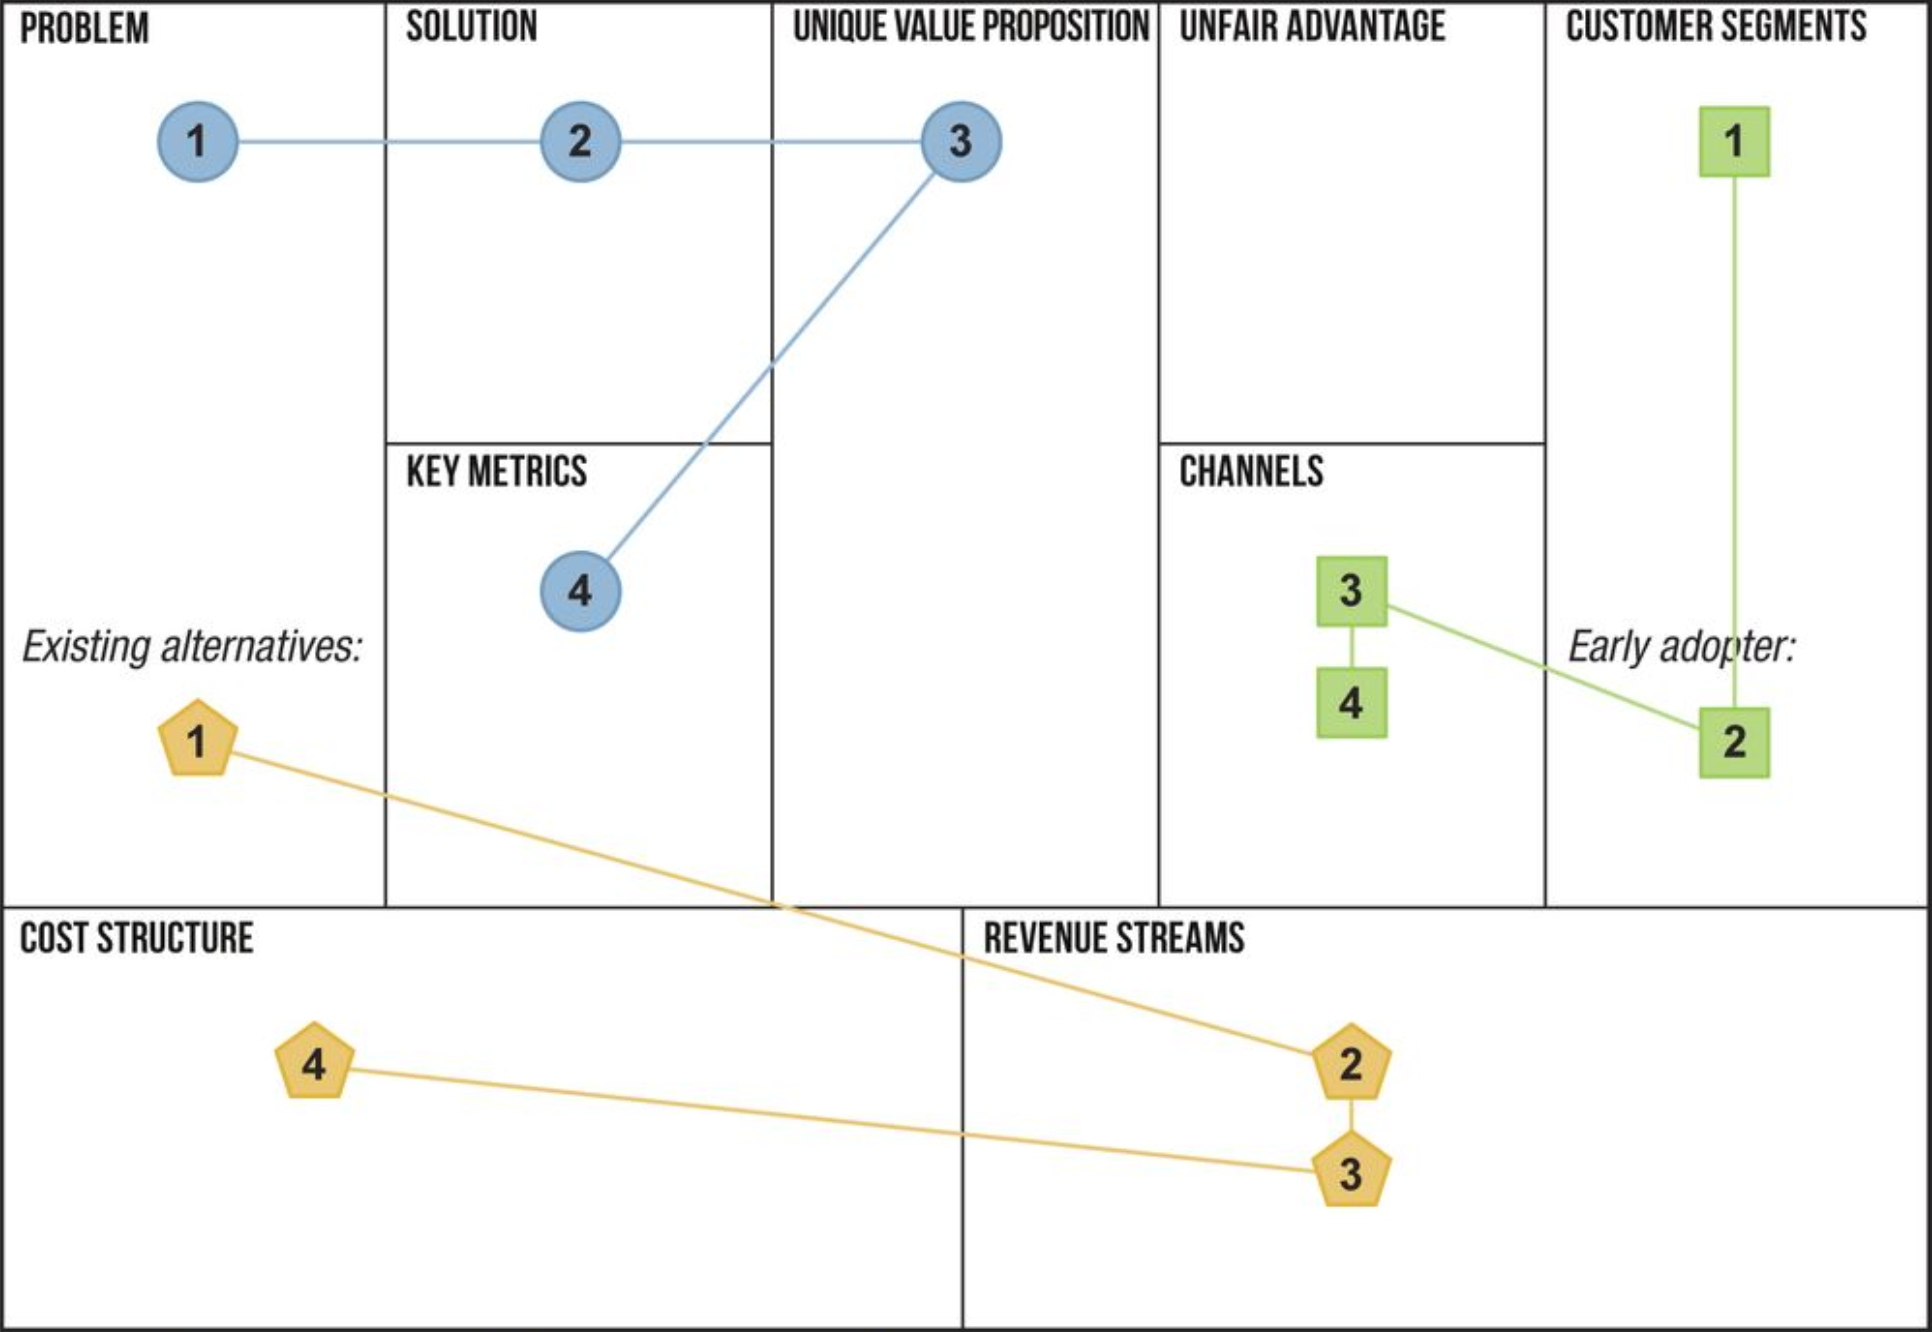 PROBLEM
1
Existing alternatives:
1
SOLUTION
2
KEY METRICS
4
UNIQUE VALUE PROPOSITION
3
UNFAIR ADVANTAGE
CHANNELS
3
4
CUSTOMER SEGMENTS
1
Early adopter:
2
COST STRUCTURE
4
REVENUE STREAMS
2
3